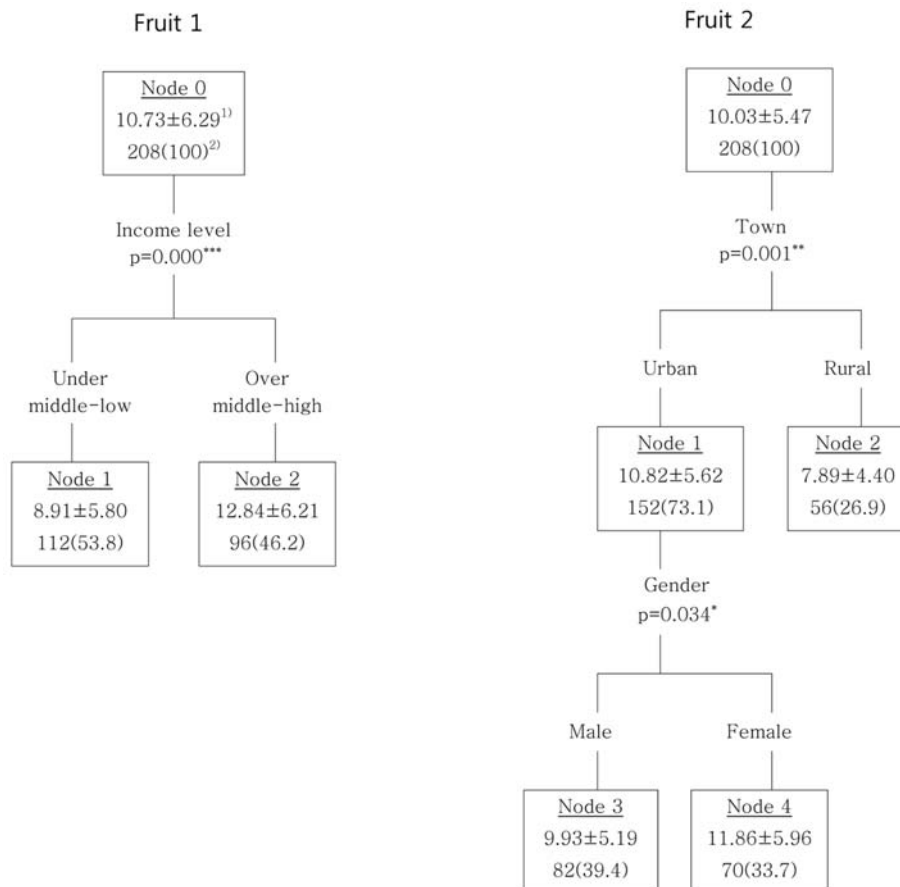 Fruit 1
Node 0
10.73±6.291)
208(100)2)
Income level
p=0.000***
Under
middle-low
Over
middle-high
Node 1
8.91±5.80
112(53.8)
Node 2
12.84±6.21
96(46.2)
Fruit 2
Node 0
10.03±5.47
208(100)
Town
p=0.001**
Urban
Rural
Node 1
10.82±5.62
152(73.1)
Node 2
7.89±4.40
56(26.9)
Gender
p=0.034*
Male
Female
Node 3
9.93±5.19
82(39.4)
Node 4
11.86±5.96
70(33.7)